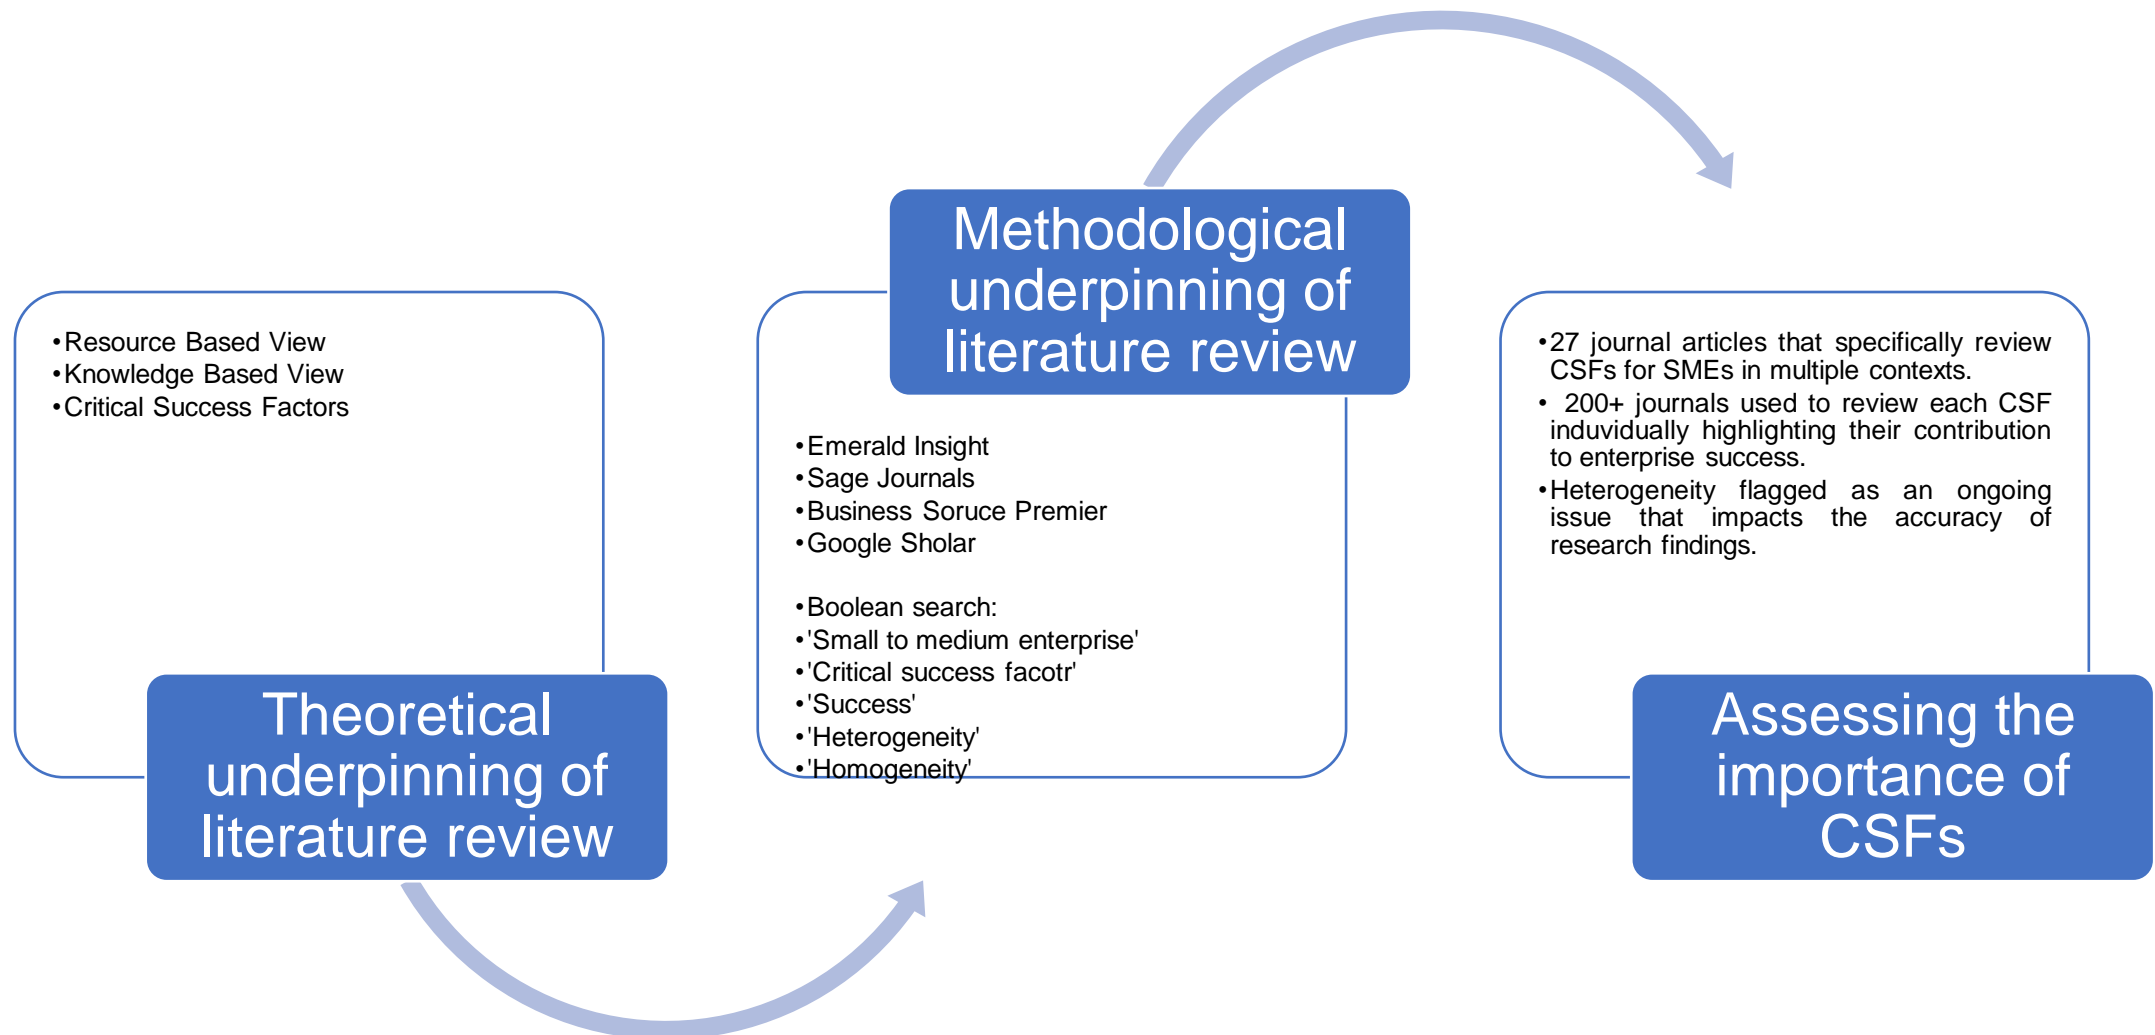 •Resource Based View
•Knowledge Based View
•Critical Success Factors
Theoretical
underpinning of
literature review
Methodological
underpinning of
literature review
•Emerald Insight
•Sage Journals
•Business Soruce Premier
•Google Sholar
•Boolean search:
•'Small to medium enterprise'
•'Critical success facotr'
•'Success'
•'Heterogeneity'
•'Homogeneity'
•27 journal articles that specifically review
CSFs for SMEs in multiple contexts.
• 200+ journals used to review each CSF
induvidually highlighting their contribution
to enterprise success.
•Heterogeneity flagged as an ongoing
issue that impacts the accuracy of
research findings.
Assessing the
importance of
CSFs